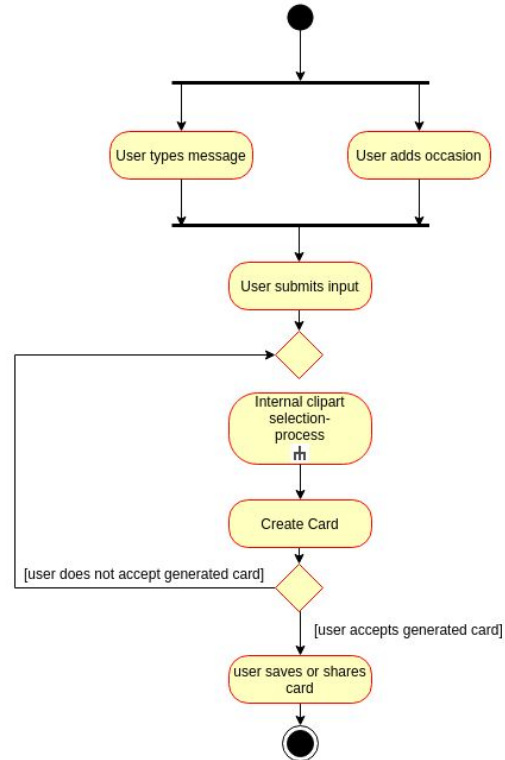 User types message
User adds occasion
User submits input
Internal clipart
selection-
process
Create Card
[user does not accept generated card]
[user accepts generated card]
user saves or shares
card